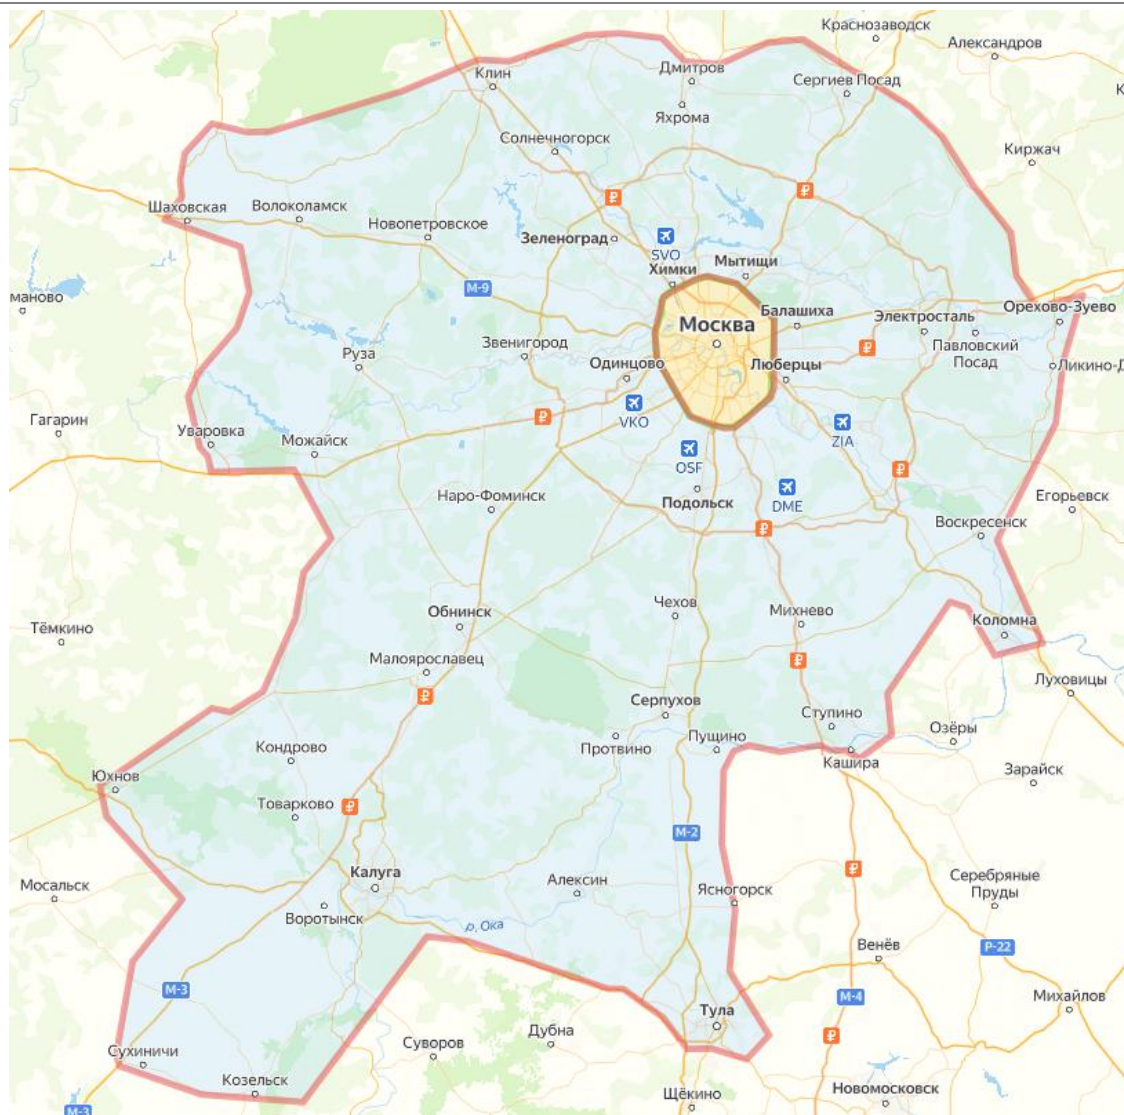 Краснозаводск
Александров
Клин
Дмитров
Сергиев Посад
Яхрома
К
Солнечногорск
Киржач
Шаховская
Волоколамск
Новопетровское
₽
₽
Зеленоград
SVO
Химки
Мытищи
М-9
маново
Москва
Балашиха
Электросталь
Орехово-Зуево
Павловский
Посад
Руза
Звенигород
Одинцово
Люберцы
₽
Ликино-Д
Гагарин
Уваровка
Можайск
₽
VKO
ZIA
OSF
₽
Наро-Фоминск
Подольск
DME
Егорьевск
₽
Воскресенск
Тёмкино
Обнинск
Чехов
Михнево
Коломна
Малоярославец
₽
₽
Луховицы
Серпухов
Ступино
Озёры
Кондрово
Протвино
Пущино
Кашира
Зарайск
Юхнов
Товарково
₽
М-2
Мосальск
Калуга
Алексин
Ясногорск
₽
Серебряные
Пруды
Воротынск
р. Ока
Венёв
Р-22
М-3
М-4
Михайлов
Тула
Дубна
₽
Сухиничи
Суворов
Козельск
Щёкино
Новомосковск
М-3